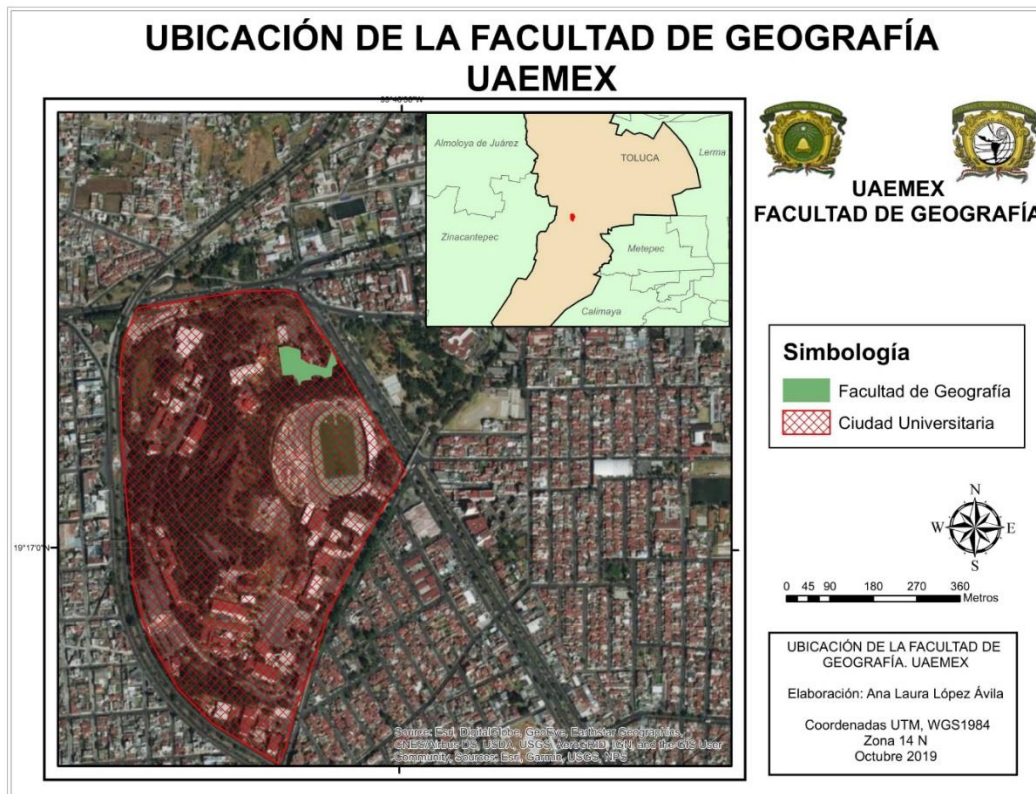 UBICACIÓN DE LA FACULTAD DE GEOGRAFÍA
UAEMEX
Almoloya de Juárez
TOLUCA
Lerma
Zinacantepec
Metepec
Calimaya
19°17'0"N
Source: Esri, DigitalGlobe, GeoEye, Earthstar Geographics,
CNES/Airbus DS, USDA, USGS, AeroGRID, IGN, and the GIS User
Community, Sources: Esri, Garmin, USGS, NPS
UAEMEX
FACULTAD DE GEOGRAFÍA
Simbología
Facultad de Geografía
Ciudad Universitaria
N
W E
S
0 45 90 180 270 360
Metros
UBICACIÓN DE LA FACULTAD DE
GEOGRAFÍA. UAEMEX
Elaboración: Ana Laura López Ávila
Coordenadas UTM, WGS1984
Zona 14 N
Octubre 2019